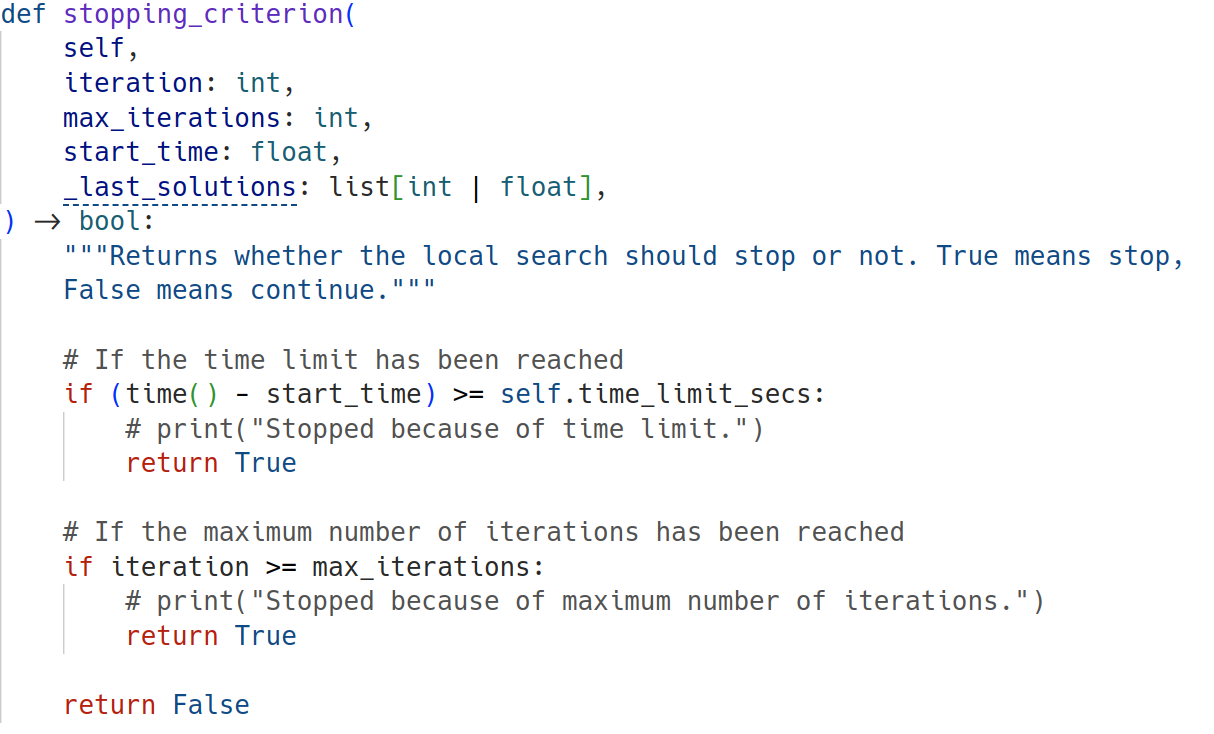 def stopping_criterion(
    self,
    iteration: int,
    max_iterations: int,
    start_time: float,
    _last_solutions: list[int | float],
) → bool:
    """Returns whether the local search should stop or not. True means stop,
    False means continue."""

    # If the time limit has been reached
    if (time() - start_time) >= self.time_limit_secs:
        # print("Stopped because of time limit.")
        return True

    # If the maximum number of iterations has been reached
    if iteration >= max_iterations:
        # print("Stopped because of maximum number of iterations.")
        return True

    return False